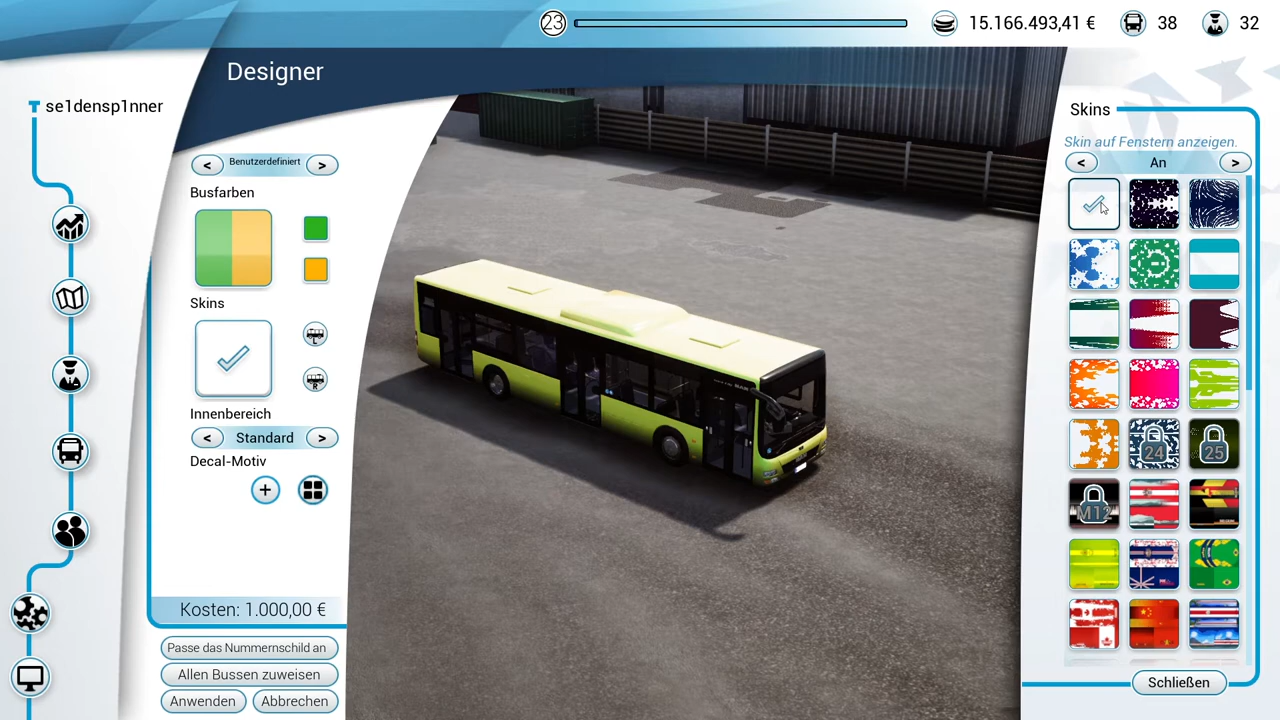 23
15.166.493,41 €
38
32
Designer
se1densp1nner
Benutzerdefiniert
Busfarben
Skins
Innenbereich
Standard
Decal-Motiv
Kosten: 1.000,00 €
Passe das Nummernschild an
Allen Bussen zuweisen
Anwenden
Abbrechen
Skins
Skin auf Fenstern anzeigen.
An
24
25
M12
Schließen